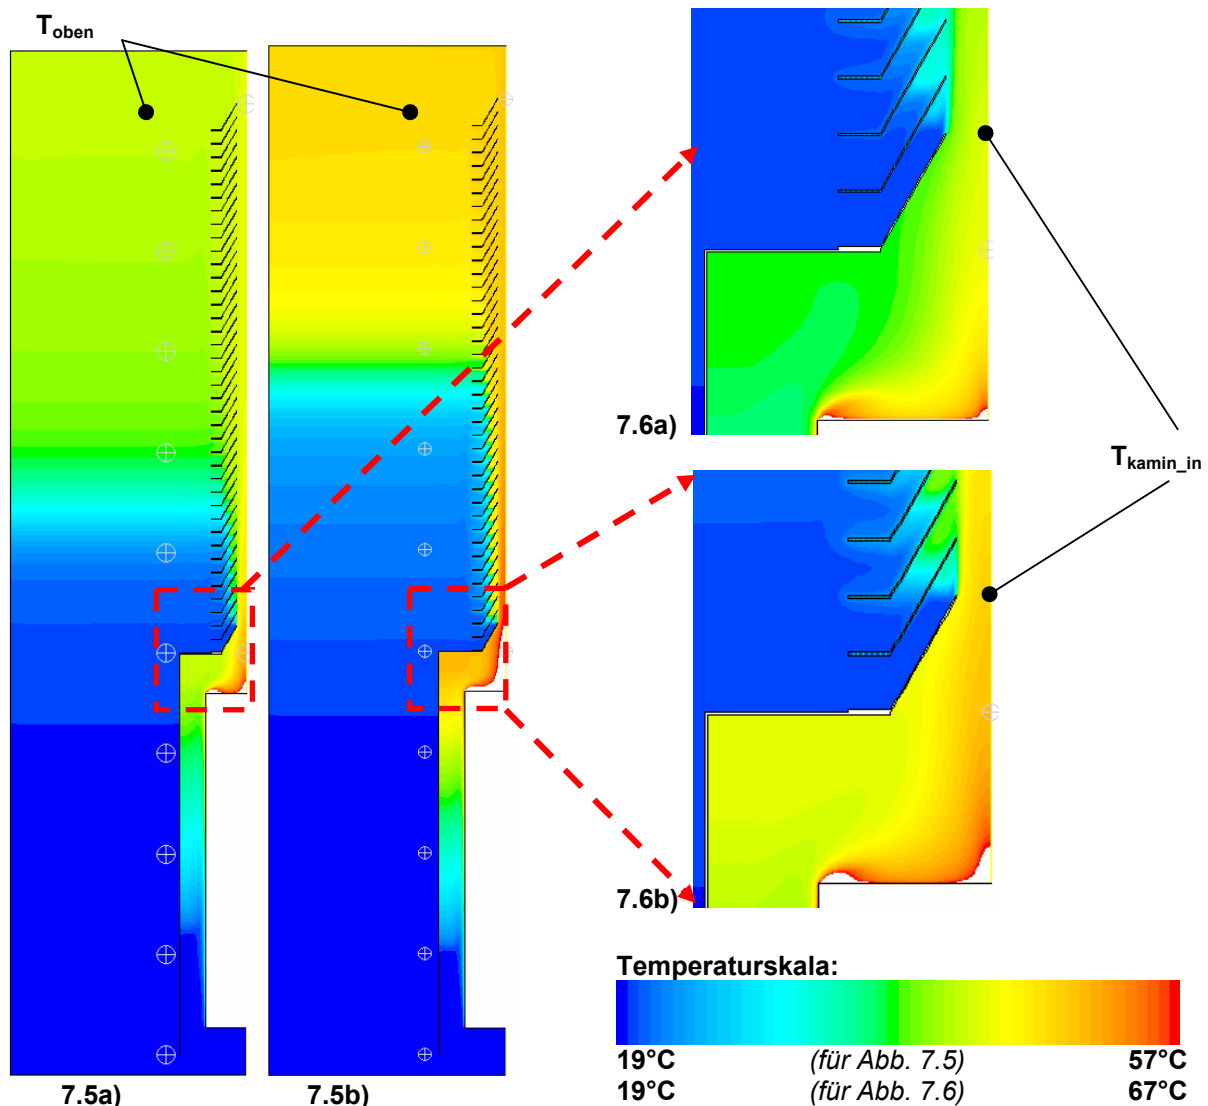 T_oben
7.6a)
T_kamin_in
7.6b)
Temperaturskala:
19°C (für Abb. 7.5) 57°C
19°C (für Abb. 7.6) 67°C
7.5a) 7.5b)